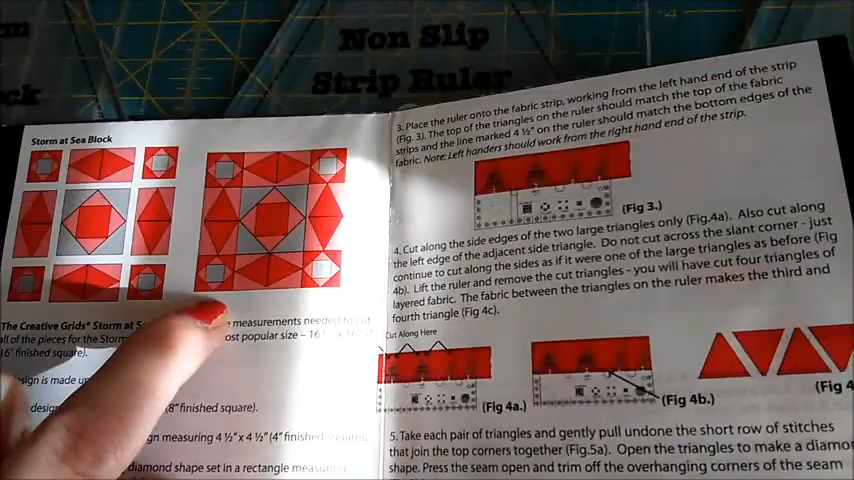 Non Slip
Strip Ruler
Storm at Sea Block
The Creative Grids® Storm at
measurements needed to cut
all of the pieces for the Storm
ost popular size – 16
16" finished square).
design is made up
design
(8" finished square).
gn measuring 4 ½" x 4 ½" (4" finished square,
diamond shape set in a rectangle
3. Place the ruler onto the fabric strip, working from the left hand end of the strip
(Fig. 3). The top of the triangles on the ruler should match the top of the fabric
strips and the line marked 4 ½" on the ruler should match the bottom edges of the
fabric. Note: Left handers should work from the right hand end of the strip.
(Fig 3.)
4. Cut along the side edges of the two large triangles only (Fig.4a). Also cut along
the left edge of the adjacent side triangle. Do not cut across the slant corner - just
continue to cut along the sides as if it were one of the large triangles as before (Fig
4b). Lift the ruler and remove the cut triangles - you will have cut four triangles of
layered fabric. The fabric between the triangles on the ruler makes the third and
fourth triangle (Fig 4c).
Cut Along Here
(Fig 4a.)
(Fig 4b.)
(Fig 4
5. Take each pair of triangles and gently pull undone the short row of stitches
that join the top corners together (Fig.5a). Open the triangles to make a diamon
shape. Press the seam open and trim off the overhanging corners of the seam